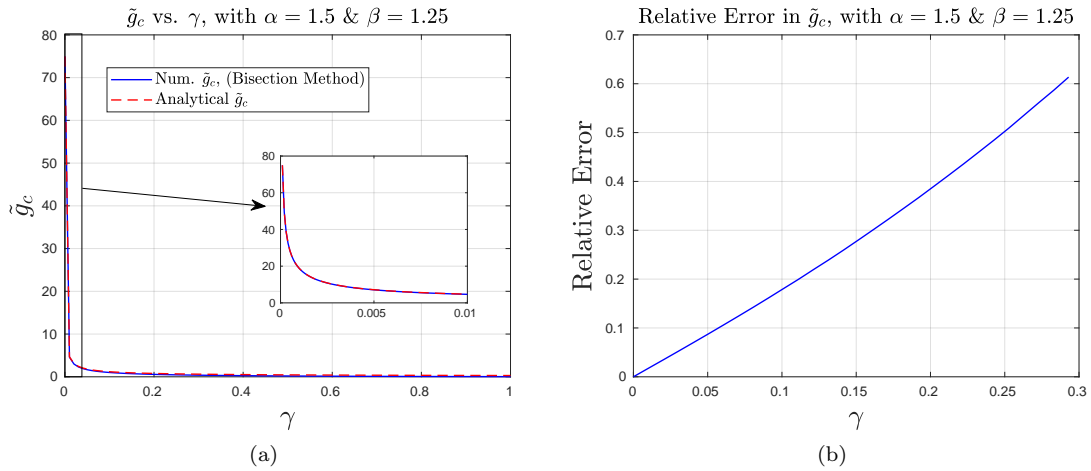 g̃c vs. γ, with α = 1.5 & β = 1.25
80
70
60
50
40
30
20
10
0
g̃c
Num. g̃c, (Bisection Method)
Analytical g̃c
80
60
40
20
0
0 0.005 0.01
0 0.2 0.4 0.6 0.8 1
γ
(a)
Relative Error in g̃c, with α = 1.5 & β = 1.25
0.7
0.6
0.5
0.4
0.3
0.2
0.1
0
Relative Error
0 0.05 0.1 0.15 0.2 0.25 0.3
γ
(b)